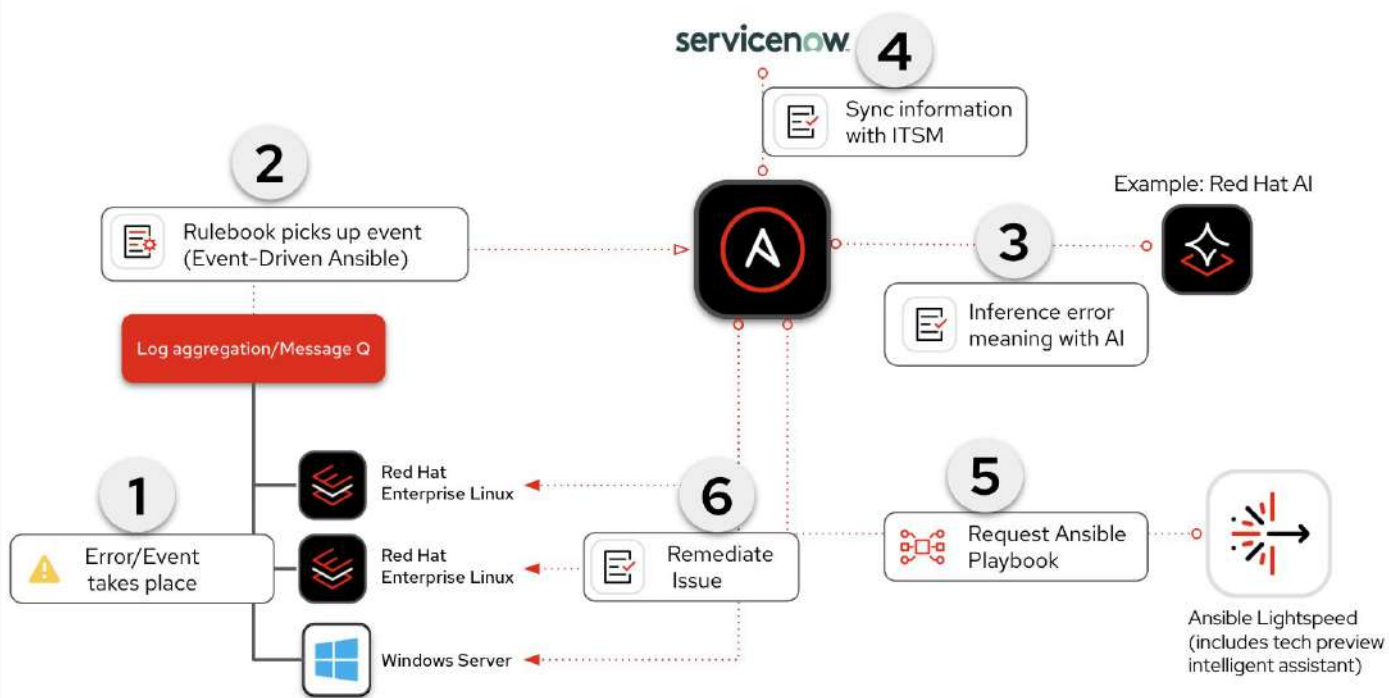 servicenow
4
Sync information
with ITSM
2
Rulebook picks up event
(Event-Driven Ansible)
Example: Red Hat AI
3
Inference error
meaning with AI
Log aggregation/Message Q
1
Error/Event
takes place
Red Hat
Enterprise Linux
Red Hat
Enterprise Linux
Windows Server
6
Remediate
Issue
5
Request Ansible
Playbook
Ansible Lightspeed
(includes tech preview
intelligent assistant)